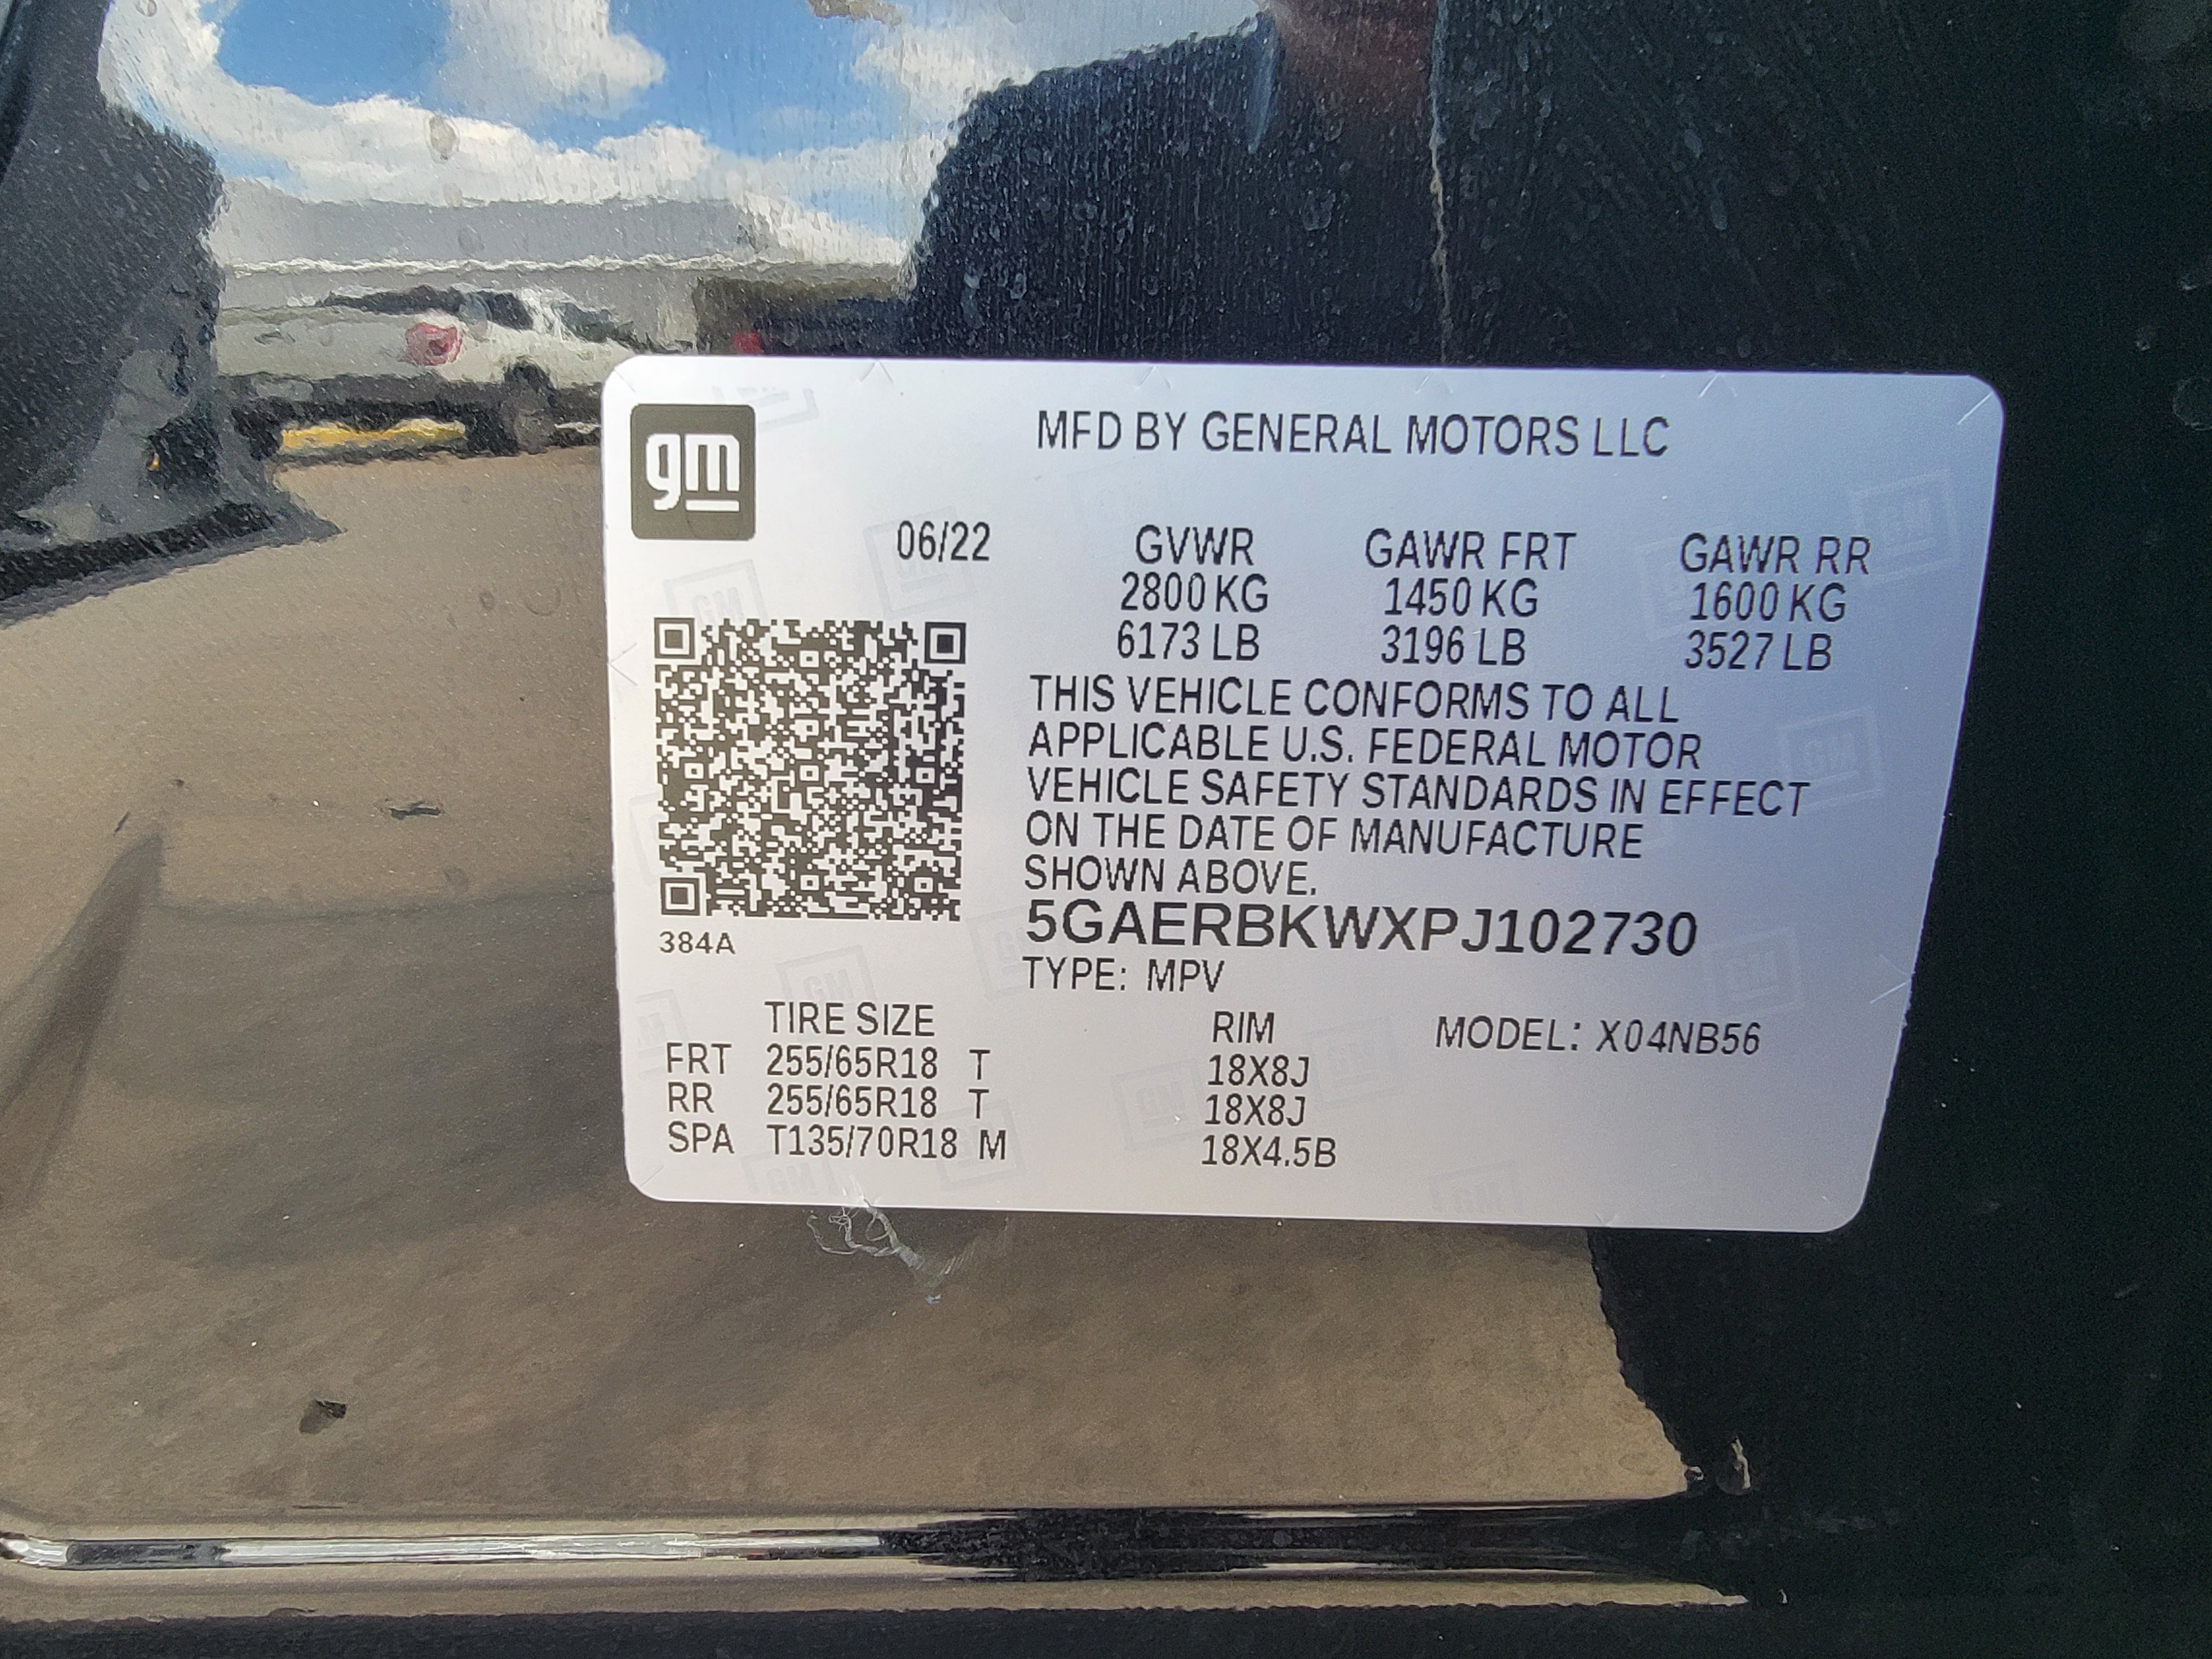 gm
MFD BY GENERAL MOTORS LLC
06/22 GVWR GAWR FRT GAWR RR
2800 KG 1450 KG 1600 KG
6173 LB 3196 LB 3527 LB
THIS VEHICLE CONFORMS TO ALL
APPLICABLE U.S. FEDERAL MOTOR
VEHICLE SAFETY STANDARDS IN EFFECT
ON THE DATE OF MANUFACTURE
SHOWN ABOVE.
5GAERBKWXPJ102730
384A
TYPE: MPV
TIRE SIZE RIM MODEL: X04NB56
FRT 255/65R18 T 18X8J
RR 255/65R18 T 18X8J
SPA T135/70R18 M 18X4.5B